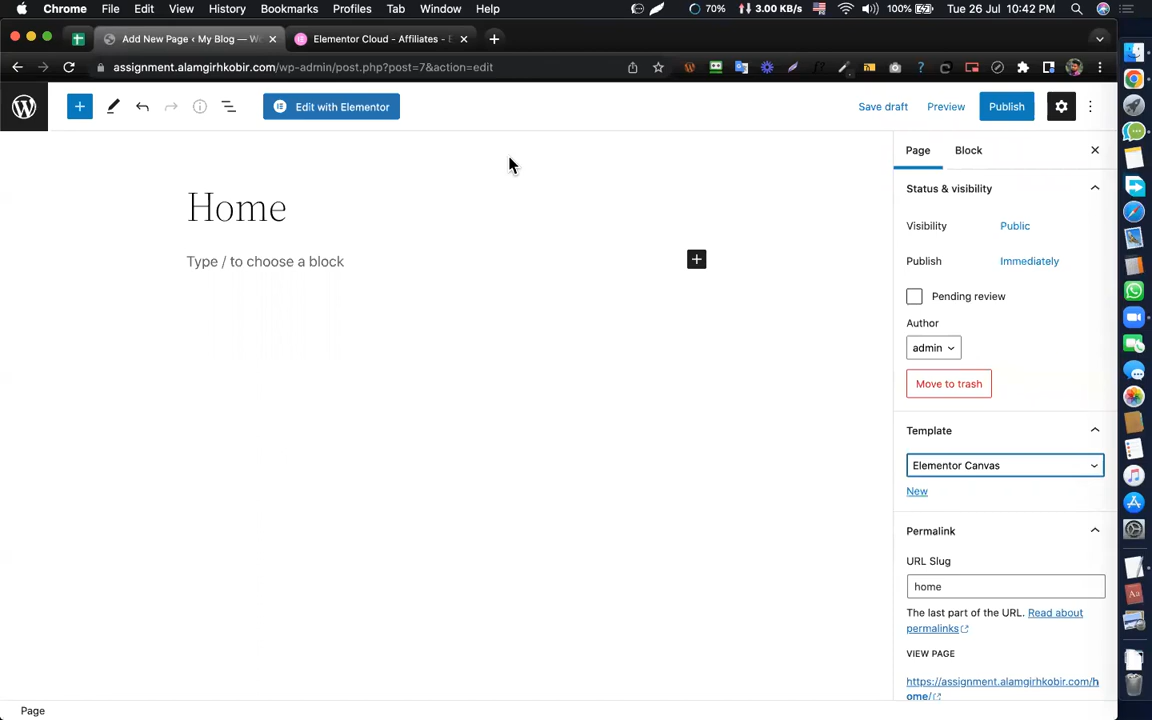 Chrome File Edit View History Bookmarks Profiles Tab Window Help 70% 3.00 KB/s 100% Tue 26 Jul 10:42 PM
Add New Page ‹ My Blog — W
Elementor Cloud - Affiliates - E
assignment.alamgirhkobir.com/wp-admin/post.php?post=7&action=edit
Edit with Elementor
Save draft
Preview
Publish
Page
Block
Home
Type / to choose a block
Status & visibility
Visibility
Public
Publish
Immediately
Pending review
Author
admin
Move to trash
Template
Elementor Canvas
New
Permalink
URL Slug
home
The last part of the URL. Read about
permalinks
VIEW PAGE
https://assignment.alamgirhkobir.com/h
ome/
Page